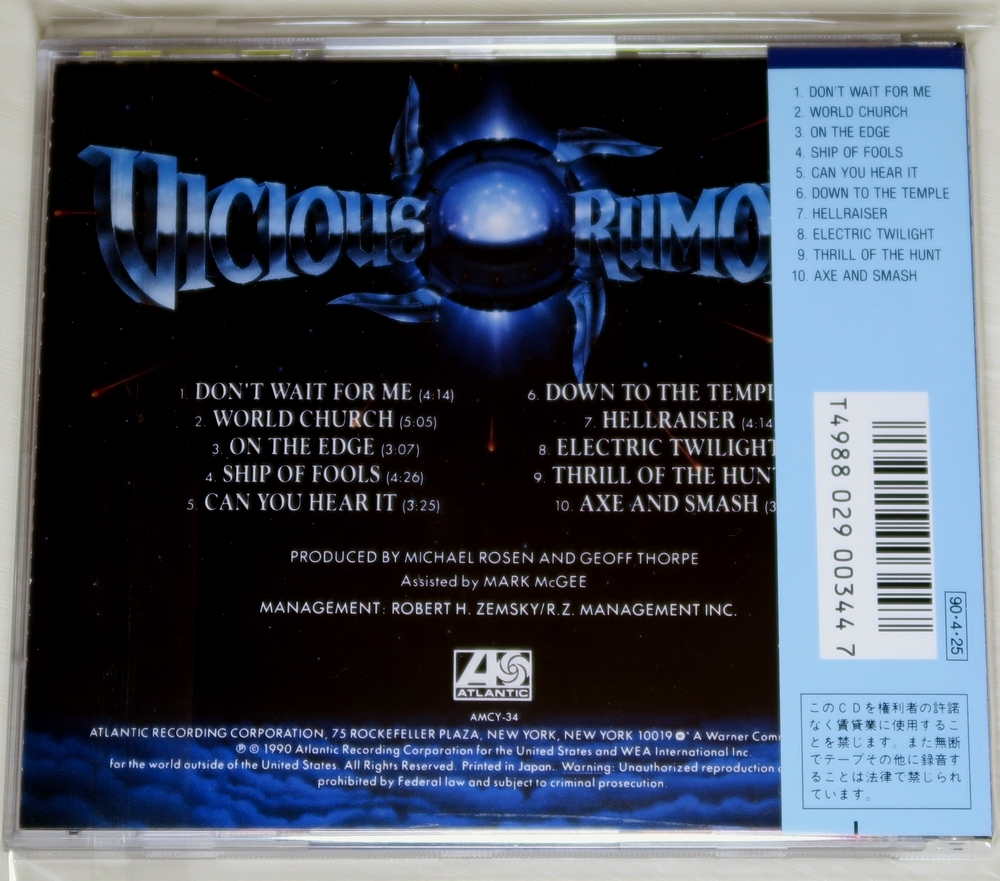 VICIOUS RUMO
1. DON'T WAIT FOR ME (4:14)
2. WORLD CHURCH (5:05)
3. ON THE EDGE (3:07)
4. SHIP OF FOOLS (4:26)
5. CAN YOU HEAR IT (3:25)
6. DOWN TO THE TEMPL
7. HELLRAISER (4:14
8. ELECTRIC TWILIGHT
9. THRILL OF THE HUNT
10. AXE AND SMASH (3
PRODUCED BY MICHAEL ROSEN AND GEOFF THORPE
Assisted by MARK McGEE
MANAGEMENT: ROBERT H. ZEMSKY/R.Z. MANAGEMENT INC.
ATLANTIC
AMCY-34
ATLANTIC RECORDING CORPORATION, 75 ROCKEFELLER PLAZA, NEW YORK, NEW YORK 10019 A Warner Com
℗ © 1990 Atlantic Recording Corporation for the United States and WEA International Inc.
for the world outside of the United States. All Rights Reserved. Printed in Japan. Warning: Unauthorized reproduction
prohibited by Federal law and subject to criminal prosecution.
1. DON'T WAIT FOR ME
2. WORLD CHURCH
3. ON THE EDGE
4. SHIP OF FOOLS
5. CAN YOU HEAR IT
6. DOWN TO THE TEMPLE
7. HELLRAISER
8. ELECTRIC TWILIGHT
9. THRILL OF THE HUNT
10. AXE AND SMASH
T4988 029 00344 7
90・4・25
このCDを権利者の許諾
なく賃貸業に使用するこ
とを禁じます。また無断
でテープその他に録音す
ることは法律で禁じられ
ています。